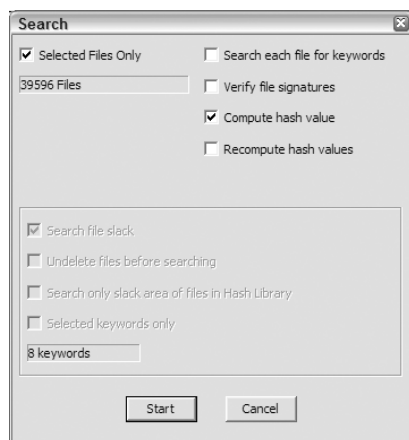 Search
Selected Files Only
Search each file for keywords
39596 Files
Verify file signatures
Compute hash value
Recompute hash values
Search file slack
Undelete files before searching
Search only slack area of files in Hash Library
Selected keywords only
8 keywords
Start
Cancel